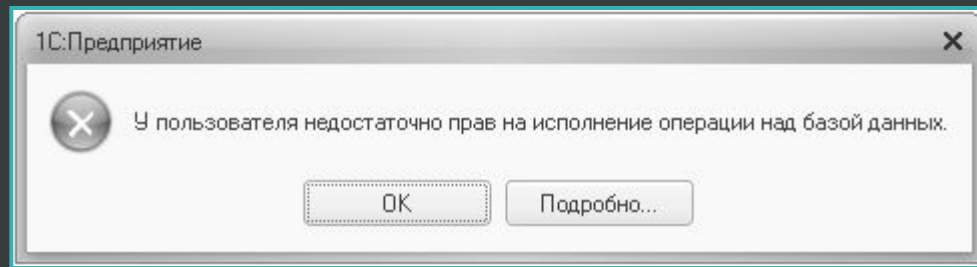 1С:Предприятие
У пользователя недостаточно прав на исполнение операции над базой данных.
OK
Подробно...